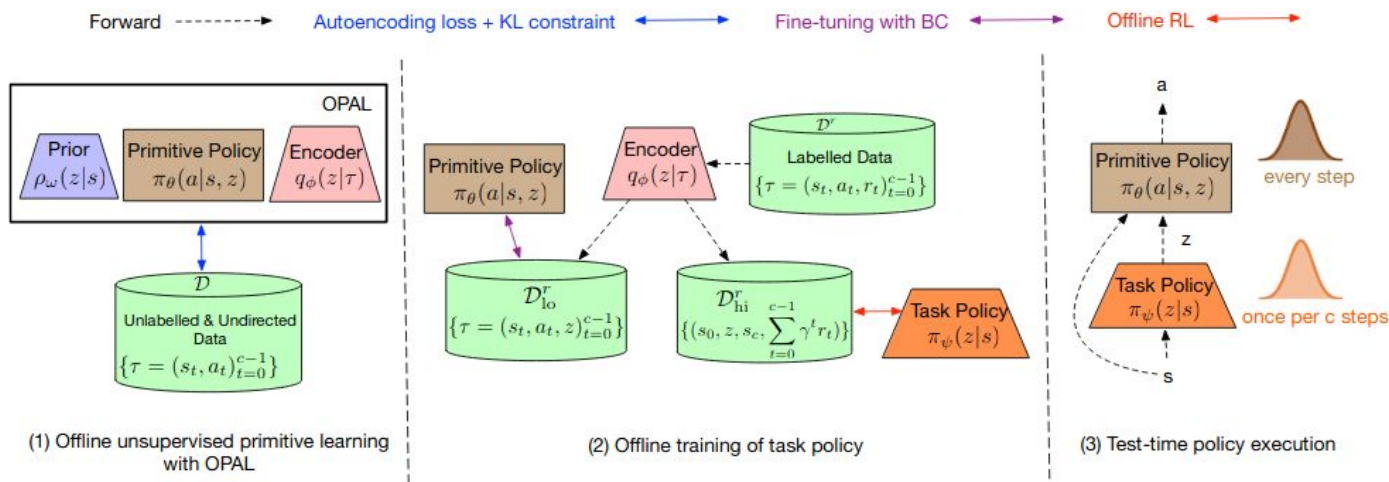 Forward
Autoencoding loss + KL constraint
Fine-tuning with BC
Offline RL
OPAL
Prior
ρ_ω(z|s)
Primitive Policy
π_θ(a|s, z)
Encoder
q_ϕ(z|τ)
𝒟
Unlabelled & Undirected
Data
{τ = (s_t, a_t)_{t=0}^{c−1}}
(1) Offline unsupervised primitive learning
with OPAL
Primitive Policy
π_θ(a|s, z)
Encoder
q_ϕ(z|τ)
𝒟^r
Labelled Data
{τ = (s_t, a_t, r_t)_{t=0}^{c−1}}
𝒟_lo^r
{τ = (s_t, a_t, z)_{t=0}^{c−1}}
𝒟_hi^r
{(s_0, z, s_c, ∑_{t=0}^{c−1} γ^t r_t)}
Task Policy
π_ψ(z|s)
(2) Offline training of task policy
a
Primitive Policy
π_θ(a|s, z)
every step
z
Task Policy
π_ψ(z|s)
once per c steps
s
(3) Test-time policy execution